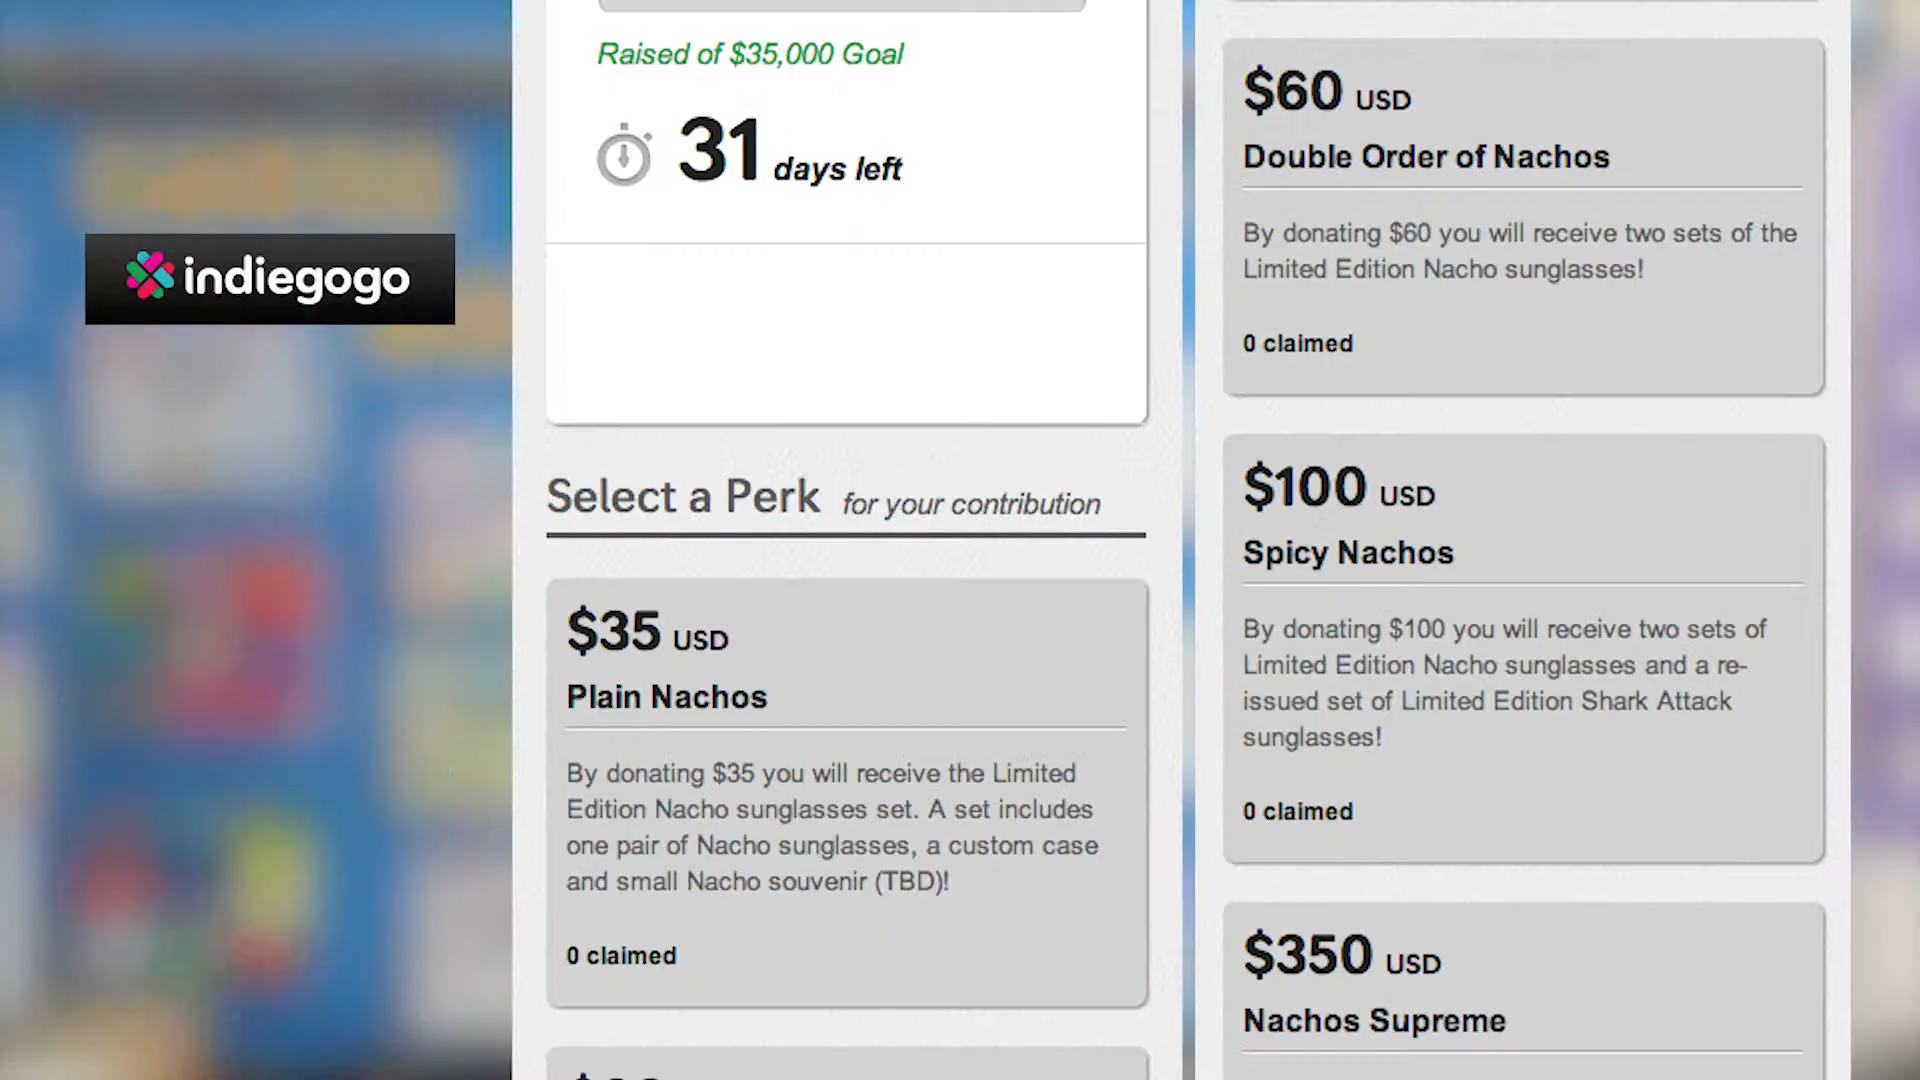 indiegogo
Raised of $35,000 Goal
31 days left
Select a Perk for your contribution
$35 USD
Plain Nachos
By donating $35 you will receive the Limited
Edition Nacho sunglasses set. A set includes
one pair of Nacho sunglasses, a custom case
and small Nacho souvenir (TBD)!
0 claimed
$60 USD
Double Order of Nachos
By donating $60 you will receive two sets of the
Limited Edition Nacho sunglasses!
0 claimed
$100 USD
Spicy Nachos
By donating $100 you will receive two sets of
Limited Edition Nacho sunglasses and a re-
issued set of Limited Edition Shark Attack
sunglasses!
0 claimed
$350 USD
Nachos Supreme